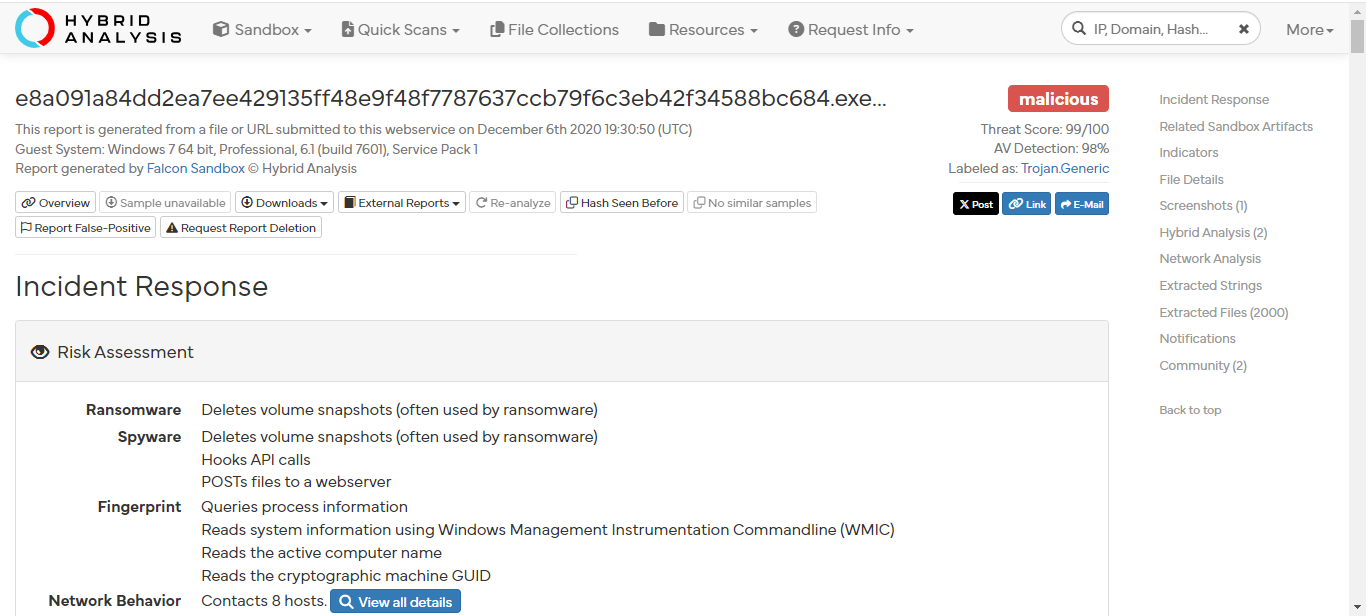 HYBRID
ANALYSIS
Sandbox
Quick Scans
File Collections
Resources
Request Info
IP, Domain, Hash...
More
e8a091a84dd2ea7ee429135ff48e9f48f7787637ccb79f6c3eb42f34588bc684.exe...
malicious
This report is generated from a file or URL submitted to this webservice on December 6th 2020 19:30:50 (UTC)
Guest System: Windows 7 64 bit, Professional, 6.1 (build 7601), Service Pack 1
Report generated by Falcon Sandbox © Hybrid Analysis
Threat Score: 99/100
AV Detection: 98%
Labeled as: Trojan.Generic
Overview
Sample unavailable
Downloads
External Reports
Re-analyze
Hash Seen Before
No similar samples
Report False-Positive
Request Report Deletion
X Post
Link
E-Mail
Incident Response
Risk Assessment
Ransomware
Deletes volume snapshots (often used by ransomware)
Spyware
Deletes volume snapshots (often used by ransomware)
Hooks API calls
POSTs files to a webserver
Fingerprint
Queries process information
Reads system information using Windows Management Instrumentation Commandline (WMIC)
Reads the active computer name
Reads the cryptographic machine GUID
Network Behavior
Contacts 8 hosts.
View all details
Incident Response
Related Sandbox Artifacts
Indicators
File Details
Screenshots (1)
Hybrid Analysis (2)
Network Analysis
Extracted Strings
Extracted Files (2000)
Notifications
Community (2)
Back to top